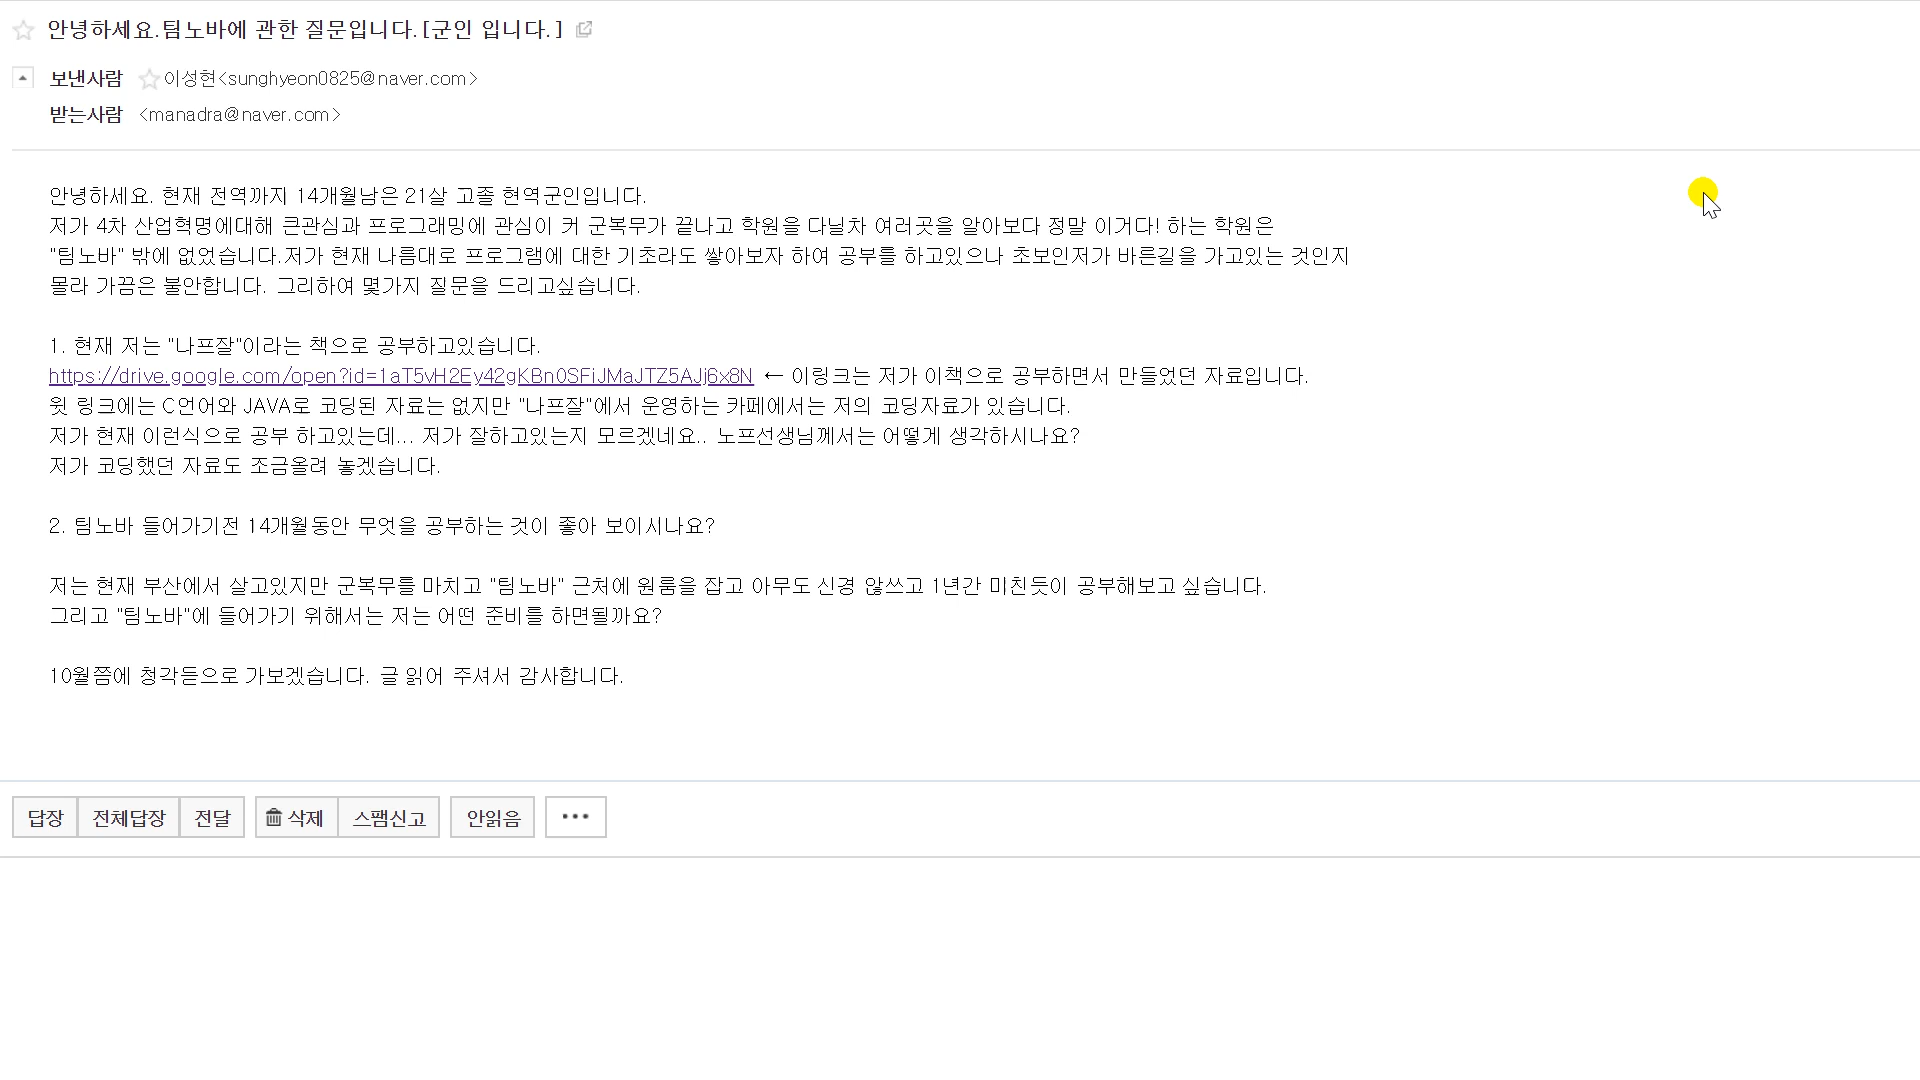 안녕하세요.팀노바에 관한 질문입니다.[군인 입니다.]
보낸사람 이성현<sunghyeon0825@naver.com>
받는사람 <manadra@naver.com>
안녕하세요. 현재 전역까지 14개월남은 21살 고졸 현역군인입니다.
저가 4차 산업혁명에대해 큰관심과 프로그래밍에 관심이 커 군복무가 끝나고 학원을 다닐차 여러곳을 알아보다 정말 이거다! 하는 학원은
"팀노바" 밖에 없었습니다.저가 현재 나름대로 프로그램에 대한 기초라도 쌓아보자 하여 공부를 하고있으나 초보인저가 바른길을 가고있는 것인지
몰라 가끔은 불안합니다. 그리하여 몇가지 질문을 드리고싶습니다.
1. 현재 저는 "나프잘"이라는 책으로 공부하고있습니다.
https://drive.google.com/open?id=1aT5vH2Ey42gKBn0SFiJMaJTZ5AJj6x8N ← 이링크는 저가 이책으로 공부하면서 만들었던 자료입니다.
윗 링크에는 C언어와 JAVA로 코딩된 자료는 없지만 "나프잘"에서 운영하는 카페에서는 저의 코딩자료가 있습니다.
저가 현재 이런식으로 공부 하고있는데... 저가 잘하고있는지 모르겠네요.. 노프선생님께서는 어떻게 생각하시나요?
저가 코딩했던 자료도 조금올려 놓겠습니다.
2. 팀노바 들어가기전 14개월동안 무엇을 공부하는 것이 좋아 보이시나요?
저는 현재 부산에서 살고있지만 군복무를 마치고 "팀노바" 근처에 원룸을 잡고 아무도 신경 않쓰고 1년간 미친듯이 공부해보고 싶습니다.
그리고 "팀노바"에 들어가기 위해서는 저는 어떤 준비를 하면될까요?
10월쯤에 청각듣으로 가보겠습니다. 글 읽어 주셔서 감사합니다.
답장 전체답장 전달 삭제 스팸신고 안읽음 •••